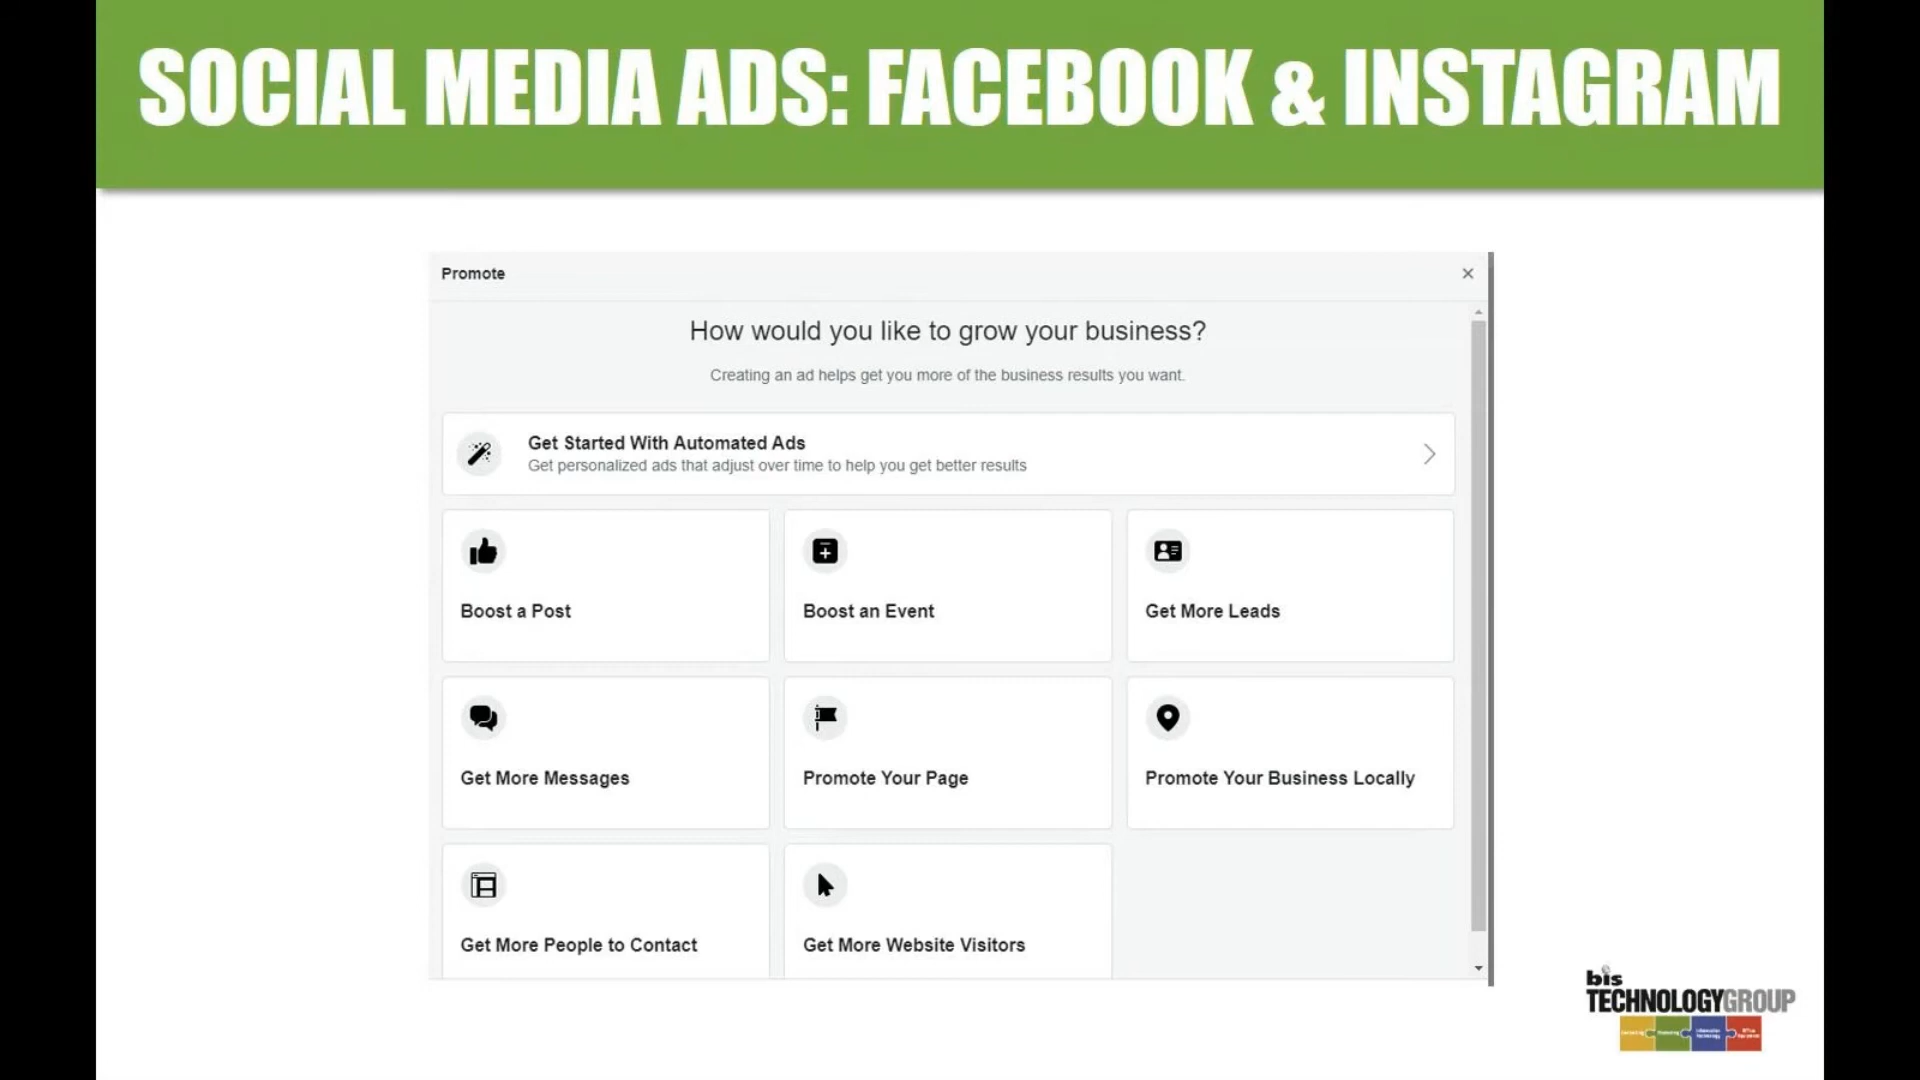 SOCIAL MEDIA ADS: FACEBOOK & INSTAGRAM
Promote
How would you like to grow your business?
Creating an ad helps get you more of the business results you want.
Get Started With Automated Ads
Get personalized ads that adjust over time to help you get better results
Boost a Post
Boost an Event
Get More Leads
Get More Messages
Promote Your Page
Promote Your Business Locally
Get More People to Contact
Get More Website Visitors
bis
TECHNOLOGYGROUP